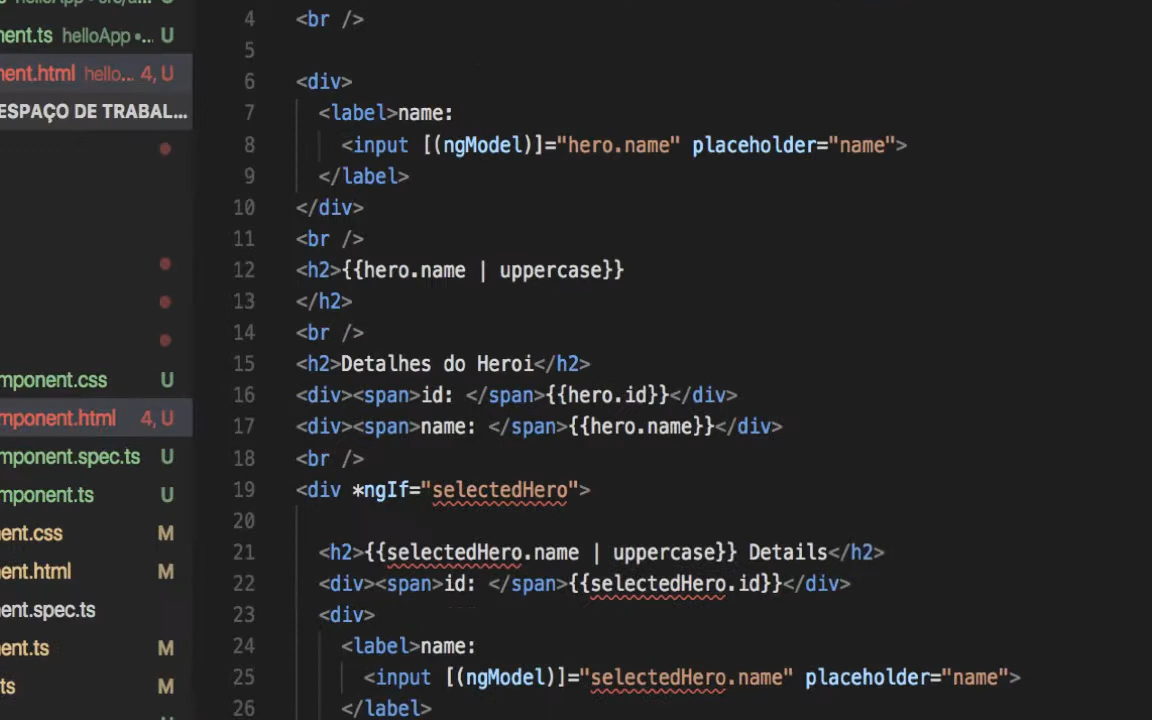 ent.ts helloApp •... U
ent.html hello... 4, U
ESPAÇO DE TRABAL...
mponent.css U
mponent.html 4, U
mponent.spec.ts U
mponent.ts U
ent.css M
ent.html M
ent.spec.ts
ent.ts M
ts M
4 <br />
5
6 <div>
7 <label>name:
8 <input [(ngModel)]="hero.name" placeholder="name">
9 </label>
10 </div>
11 <br />
12 <h2>{{hero.name | uppercase}}
13 </h2>
14 <br />
15 <h2>Detalhes do Heroi</h2>
16 <div><span>id: </span>{{hero.id}}</div>
17 <div><span>name: </span>{{hero.name}}</div>
18 <br />
19 <div *ngIf="selectedHero">
20
21 <h2>{{selectedHero.name | uppercase}} Details</h2>
22 <div><span>id: </span>{{selectedHero.id}}</div>
23 <div>
24 <label>name:
25 <input [(ngModel)]="selectedHero.name" placeholder="name">
26 </label>